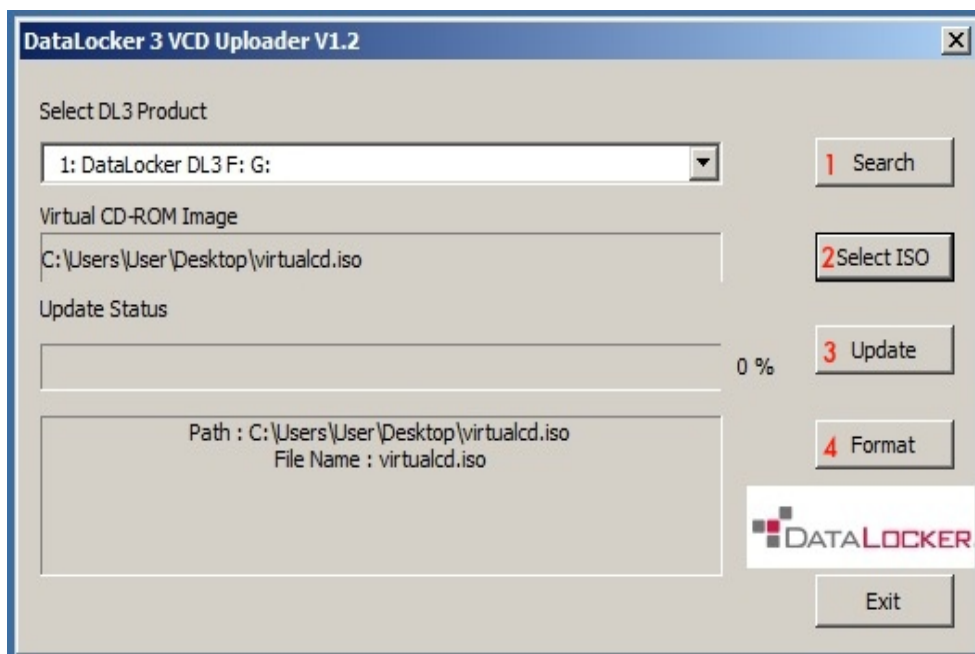 DataLocker 3 VCD Uploader V1.2
Select DL3 Product
1: DataLocker DL3 F: G:
1 Search
Virtual CD-ROM Image
C:\Users\User\Desktop\virtualcd.iso
2 Select ISO
Update Status
0 %
3 Update
Path : C:\Users\User\Desktop\virtualcd.iso
File Name : virtualcd.iso
4 Format
DATALOCKER
Exit